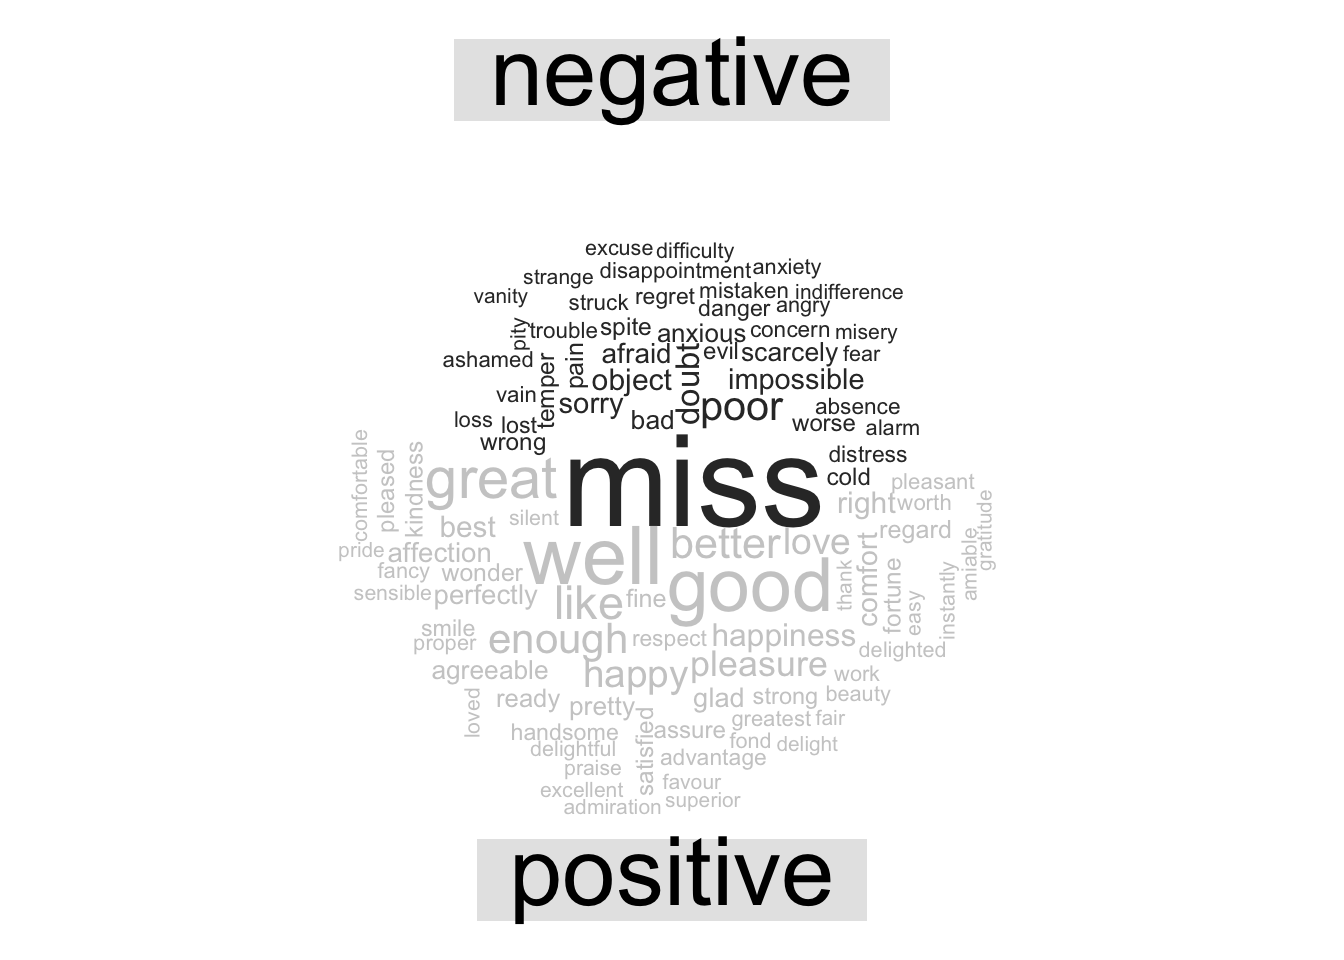 negative
excuse difficulty
strange disappointment anxiety
vanity struck regret mistaken indifference
danger angry
pity trouble spite anxious concern misery
ashamed temper pain afraid doubt evil scarcely fear
object impossible
vain sorry bad poor absence
loss lost worse alarm
wrong miss distress
cold
comfortable pleased kindness great right worth pleasant
best silent regard gratitude
pride affection well better love comfort amiable
fancy wonder thank fortune instantly
sensible perfectly like fine good easy
smile enough respect happiness
proper delighted
agreeable happy pleasure work
loved ready pretty glad strong beauty
handsome satisfied assure greatest fair
delightful fond delight
praise advantage
excellent favour
admiration superior
positive